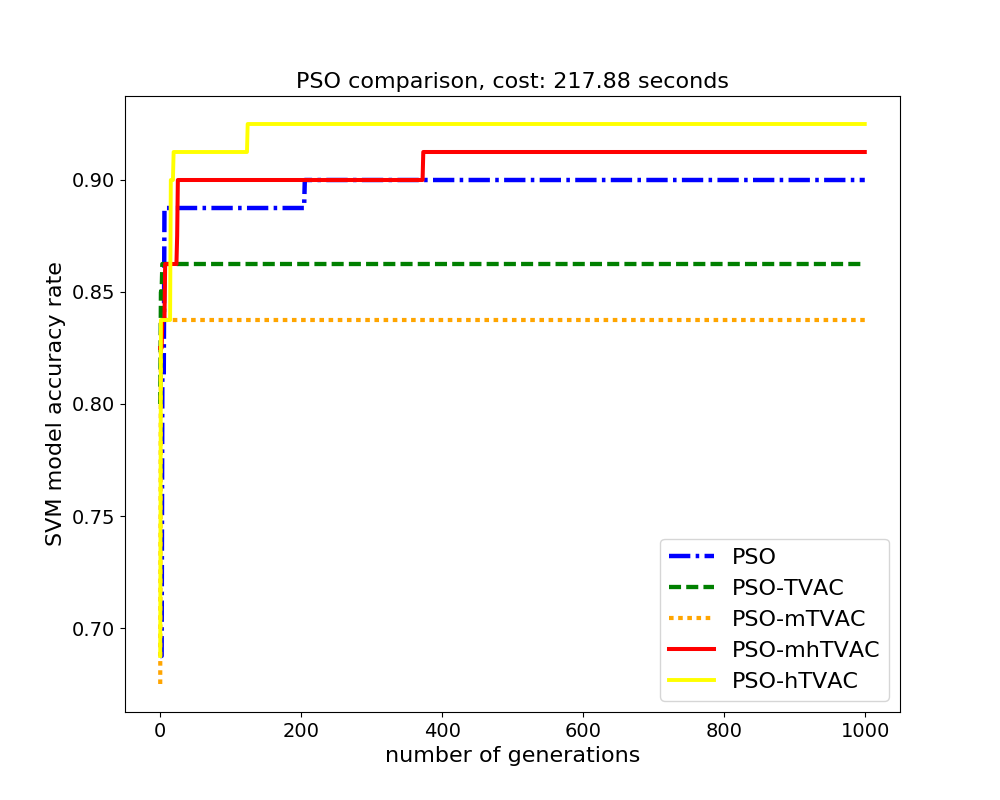 PSO comparison, cost: 217.88 seconds
SVM model accuracy rate
0.90
0.85
0.80
0.75
0.70
0 200 400 600 800 1000
number of generations
PSO
PSO-TVAC
PSO-mTVAC
PSO-mhTVAC
PSO-hTVAC